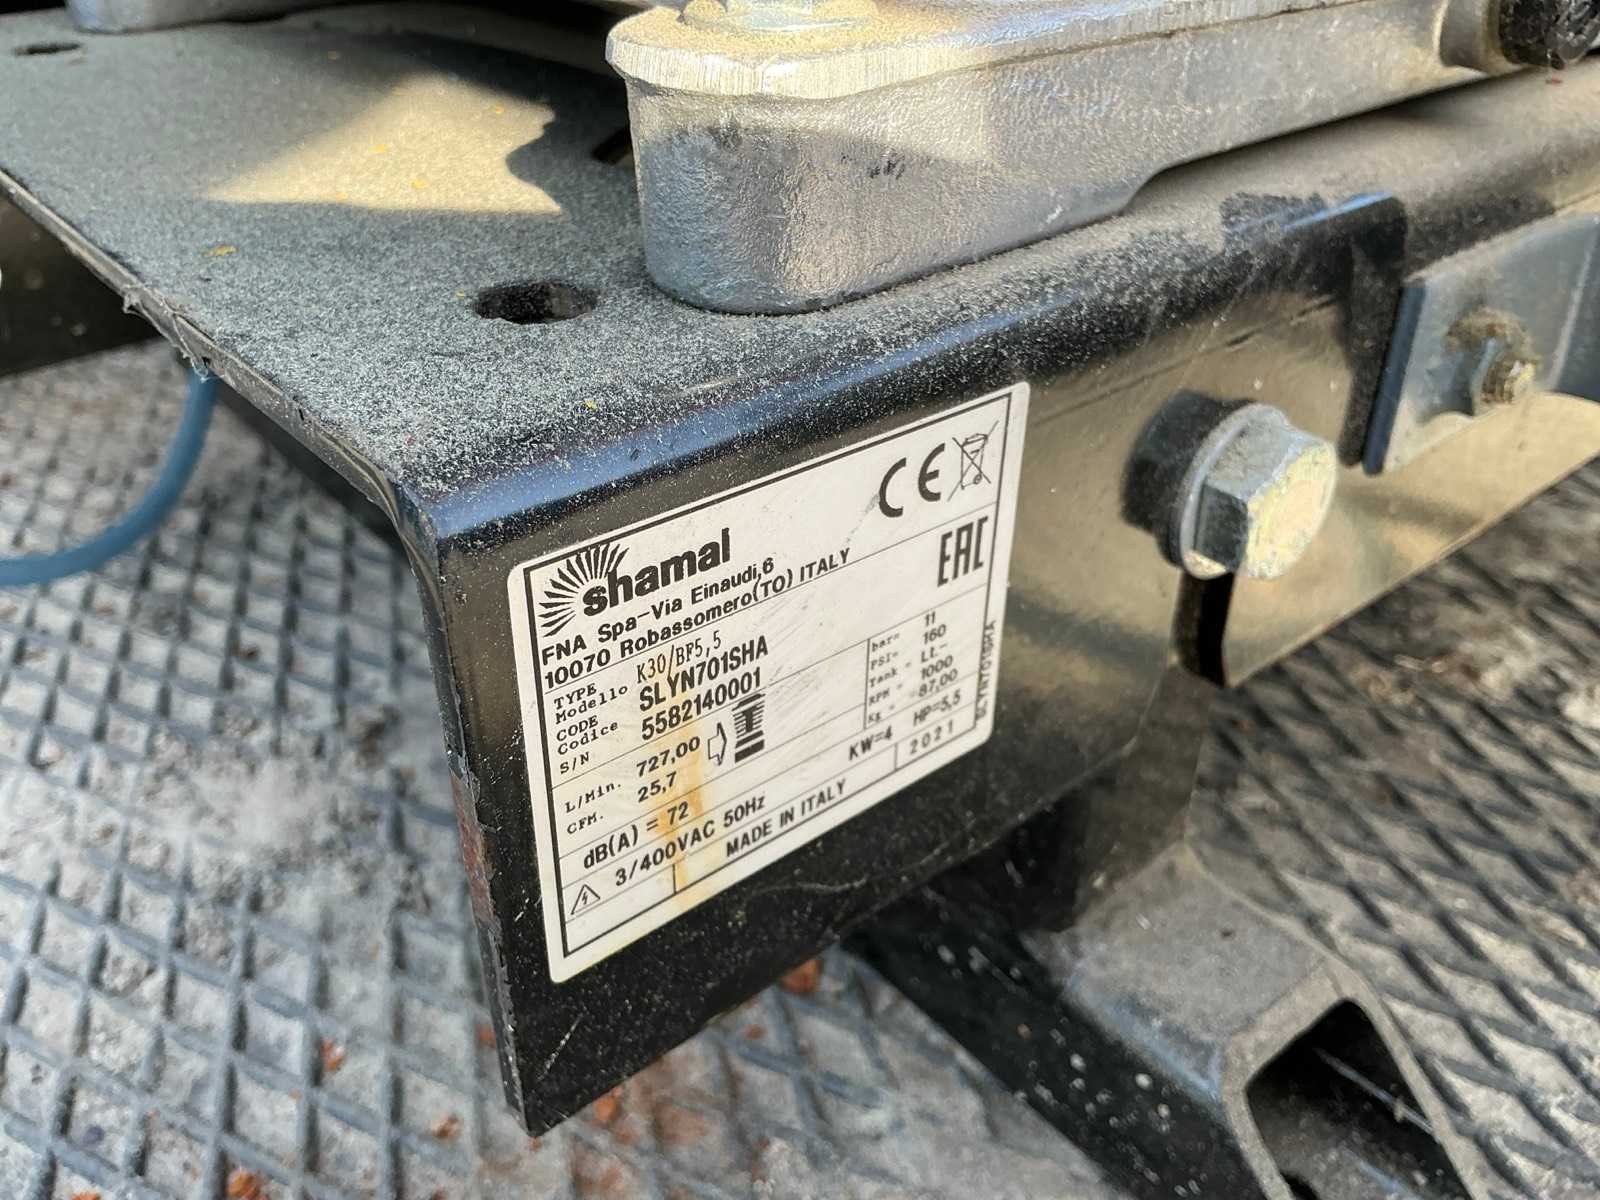 shamal
CE
FNA Spa-Via Einaudi,6
10070 Robassomero(TO) ITALY
EAC
TYPE
Modello K30/BF5,5
CODE
Codice SLYN701SHA
S/N 5582140001
L/Min. 727,00
CFM. 25,7
bar= 11
PSI= 160
Tank = Lt.-
RPM = 1000
Kg = 87,00
dB(A) = 72
KW=4 HP=5,5
3/400VAC 50Hz
2021
MADE IN ITALY